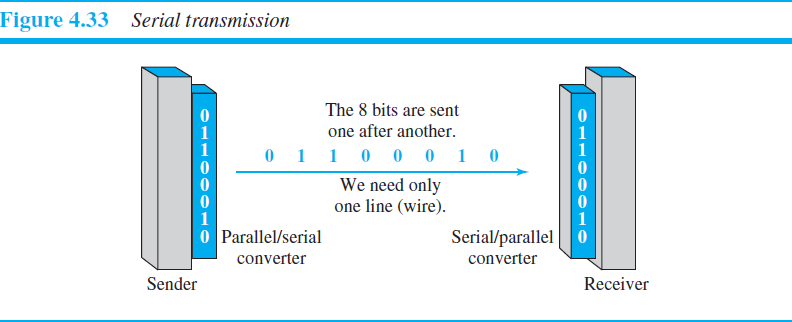 Figure 4.33 Serial transmission
The 8 bits are sent
one after another.
0 1 1 0 0 0 1 0
We need only
one line (wire).
0
1
1
0
0
0
1
0
Parallel/serial
converter
Sender
Serial/parallel
converter
0
1
1
0
0
0
1
0
Receiver